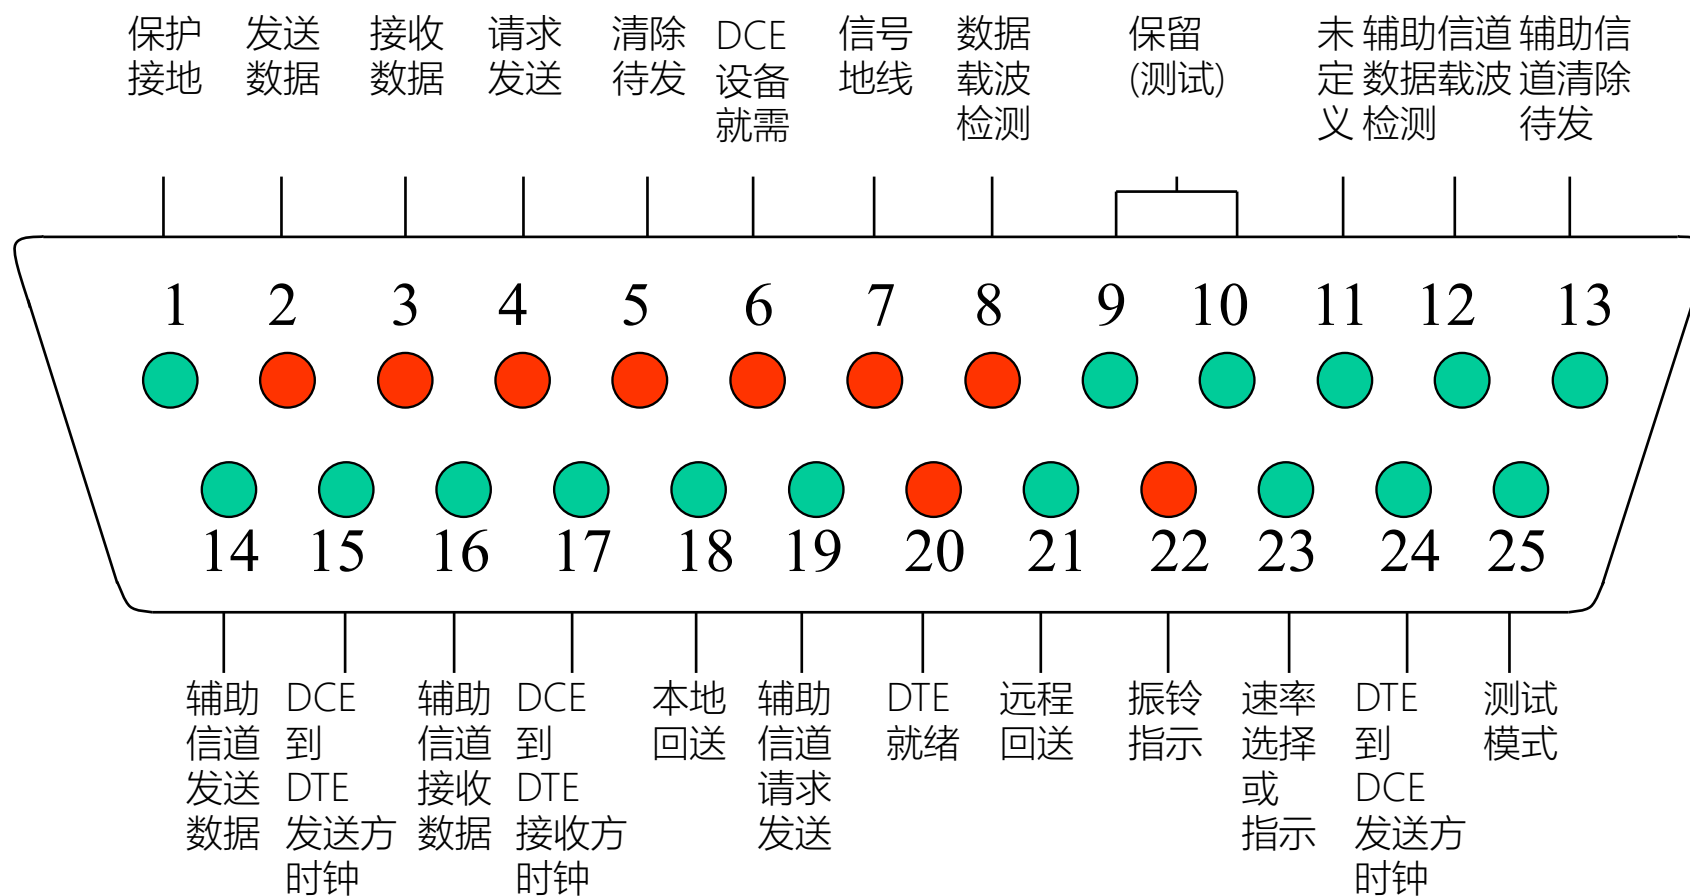 保护
接地
发送
数据
接收
数据
请求
发送
清除
待发
DCE
设备
就需
信号
地线
数据
载波
检测
保留
(测试)
未
定
义
辅助信道
数据载波
检测
辅助信
道清除
待发
1 2 3 4 5 6 7 8 9 10 11 12 13
14 15 16 17 18 19 20 21 22 23 24 25
辅助
信道
发送
数据
DCE
到
DTE
发送方
时钟
辅助
信道
接收
数据
DCE
到
DTE
接收方
时钟
本地
回送
辅助
信道
请求
发送
DTE
就绪
远程
回送
振铃
指示
速率
选择
或
指示
DTE
到
DCE
发送方
时钟
测试
模式